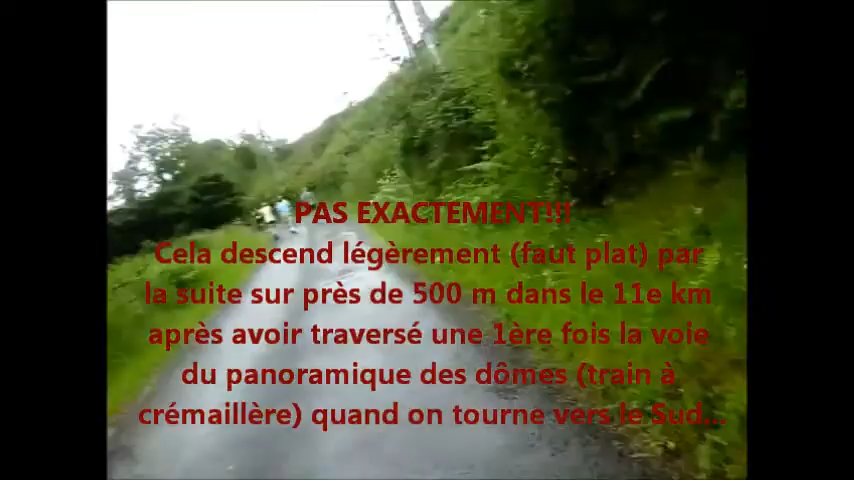 PAS EXACTEMENT!!!
Cela descend légèrement (faut plat) par
la suite sur près de 500 m dans le 11e km
après avoir traversé une 1ère fois la voie
du panoramique des dômes (train à
crémaillère) quand on tourne vers le Sud...